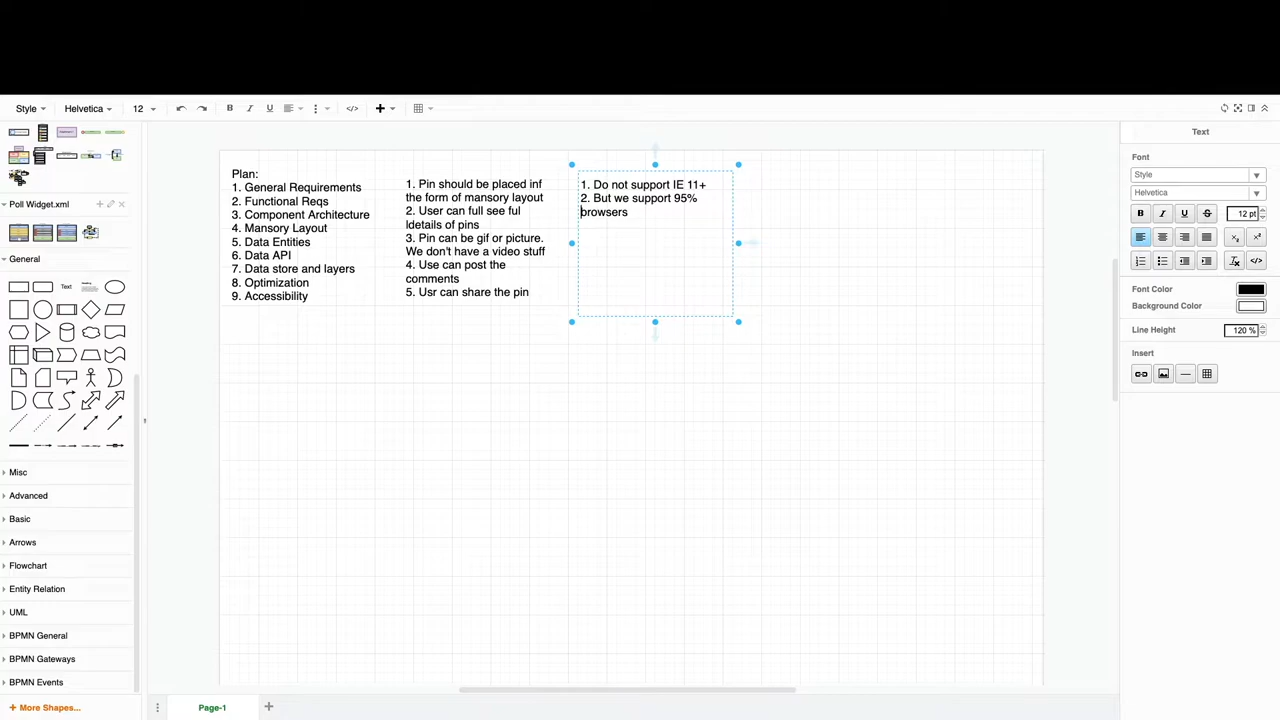 Style
Helvetica
12
Text
Poll Widget.xml
General
Text
Heading
Misc
Advanced
Basic
Arrows
Flowchart
Entity Relation
UML
BPMN General
BPMN Gateways
BPMN Events
+ More Shapes...
Plan:
1. General Requirements
2. Functional Reqs
3. Component Architecture
4. Mansory Layout
5. Data Entities
6. Data API
7. Data store and layers
8. Optimization
9. Accessibility
1. Pin should be placed inf
the form of mansory layout
2. User can full see ful
ldetails of pins
3. Pin can be gif or picture.
We don't have a video stuff
4. Use can post the
comments
5. Usr can share the pin
1. Do not support IE 11+
2. But we support 95%
browsers
Page-1
Font
Style
Helvetica
B I U S
12 pt
Font Color
Background Color
Line Height
120 %
Insert